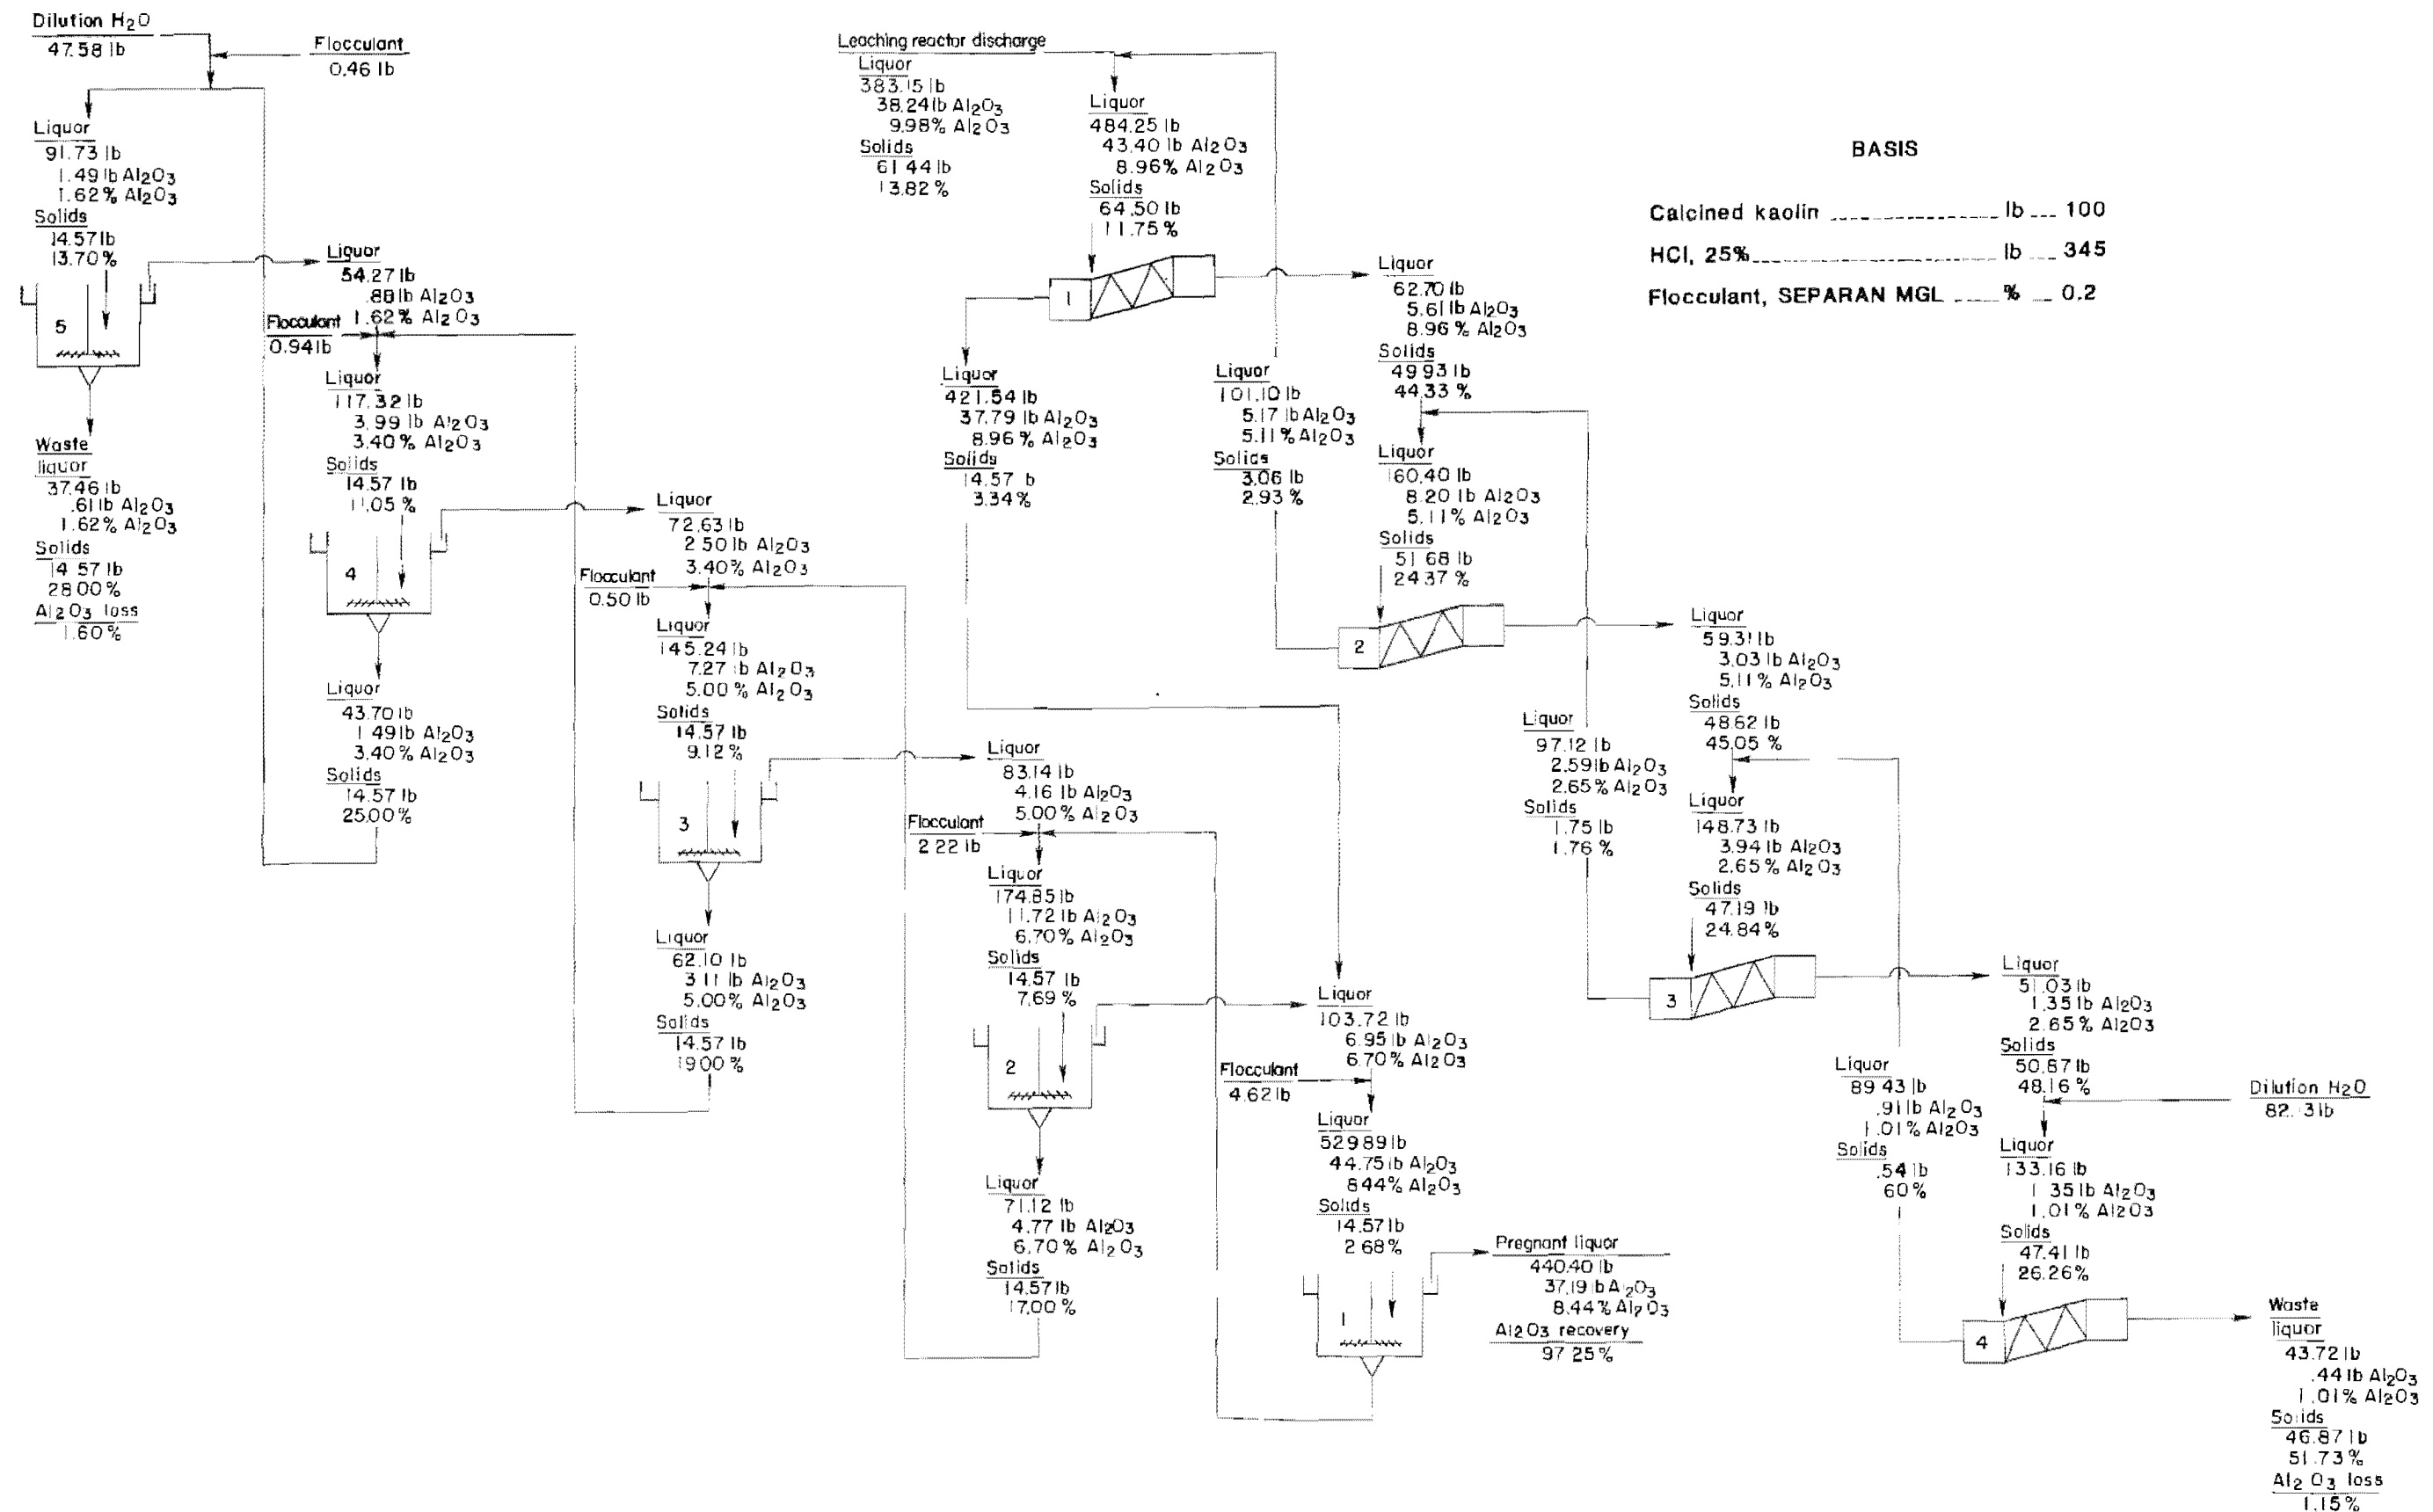 Dilution H2O
47.58 lb
Flocculant
0.46 lb
Liquor
91.73 lb
1.49 lb Al2O3
1.62% Al2O3
Solids
14.57 lb
13.70%
5
Waste
liquor
37.46 lb
.61 lb Al2O3
1.62% Al2O3
Solids
14 57 lb
28 00%
Al2O3 loss
1.60%
Liquor
54.27 lb
.88 lb Al2O3
1.62% Al2O3
Flocculant
0.94 lb
Liquor
117.32 lb
3.99 lb Al2O3
3.40% Al2O3
Solids
14.57 lb
11.05 %
4
Liquor
43.70 lb
1 49 lb Al2O3
3.40% Al2O3
Solids
14.57 lb
25.00%
Liquor
72.63 lb
2 50 lb Al2O3
3.40% Al2O3
Flocculant
0.50 lb
Liquor
145.24 lb
7.27 lb Al2O3
5.00 % Al2O3
Solids
14.57 lb
9.12 %
3
Liquor
62.10 lb
3 11 lb Al2O3
5.00% Al2O3
Solids
14.57 lb
19.00 %
Liquor
83.14 lb
4.16 lb Al2O3
5.00% Al2O3
Flocculant
2.22 lb
Liquor
174.85 lb
11.72 lb Al2O3
6.70% Al2O3
Solids
14.57 lb
7.69 %
2
Liquor
71.12 lb
4.77 lb Al2O3
6.70% Al2O3
Solids
14.57 lb
17.00 %
Leaching reactor discharge
Liquor
383.15 lb
38.24 lb Al2O3
9.98% Al2O3
Solids
61 44 lb
13.82 %
Liquor
484.25 lb
43.40 lb Al2O3
8.96% Al2O3
Solids
64.50 lb
11.75 %
1
Liquor
421.54 lb
37.79 lb Al2O3
8.96 % Al2O3
Solids
14.57 b
3.34 %
Liquor
101.10 lb
5.17 lb Al2O3
5.11% Al2O3
Solids
3.06 lb
2.93 %
Liquor
62.70 lb
5.61 lb Al2O3
8.96 % Al2O3
Solids
49 93 lb
44.33 %
Liquor
160.40 lb
8.20 lb Al2O3
5.11% Al2O3
Solids
51 68 lb
24.37 %
2
Liquor
59.31 lb
3.03 lb Al2O3
5.11% Al2O3
Solids
48.62 lb
45.05 %
Liquor
97.12 lb
2.59 lb Al2O3
2.65% Al2O3
Solids
1.75 lb
1.76 %
Liquor
148.73 lb
3.94 lb Al2O3
2.65% Al2O3
Solids
47.19 lb
24.84 %
3
Liquor
103.72 lb
6.95 lb Al2O3
6.70% Al2O3
Flocculant
4.62 lb
Liquor
529 89 lb
44.75 lb Al2O3
8 44% Al2O3
Solids
14.57 lb
2 68%
1
Pregnant liquor
440.40 lb
37.19 lb Al2O3
8.44% Al2O3
Al2O3 recovery
97 25%
Liquor
51.03 lb
1.35 lb Al2O3
2.65% Al2O3
Solids
50.87 lb
48.16 %
Dilution H2O
Liquor
89 43 lb
.91 lb Al2O3
1.01% Al2O3
Solids
.54 lb
60%
Liquor
133.16 lb
1 35 lb Al2O3
1.01% Al2O3
Solids
47.41 lb
26.26%
4
Waste
liquor
43.72 lb
.44 lb Al2O3
1.01% Al2O3
Solids
46.87 lb
51.73%
Al2O3 loss
1.15%
BASIS
Calcined kaolin lb 100
HCl, 25% lb 345
Flocculant, SEPARAN MGL % 0.2